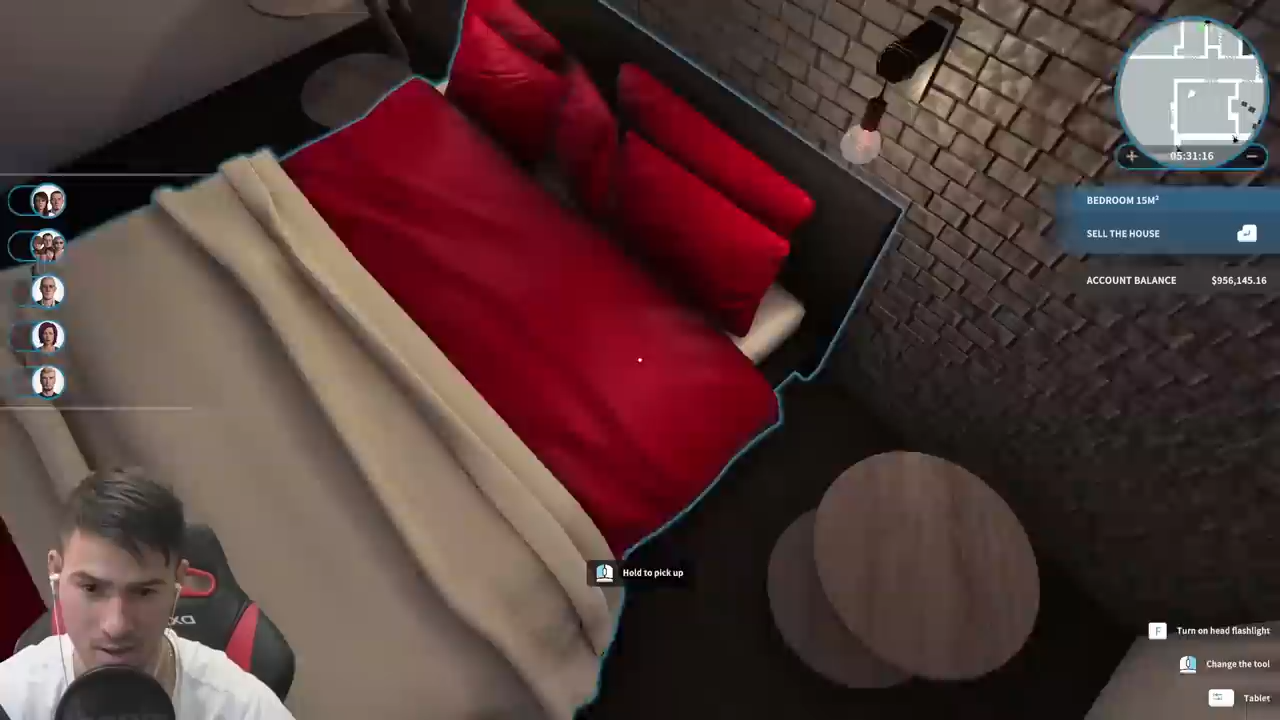 05:31:16
BEDROOM 15M²
SELL THE HOUSE
ACCOUNT BALANCE $956,145.16
Hold to pick up
F Turn on head flashlight
Change the tool
Tablet